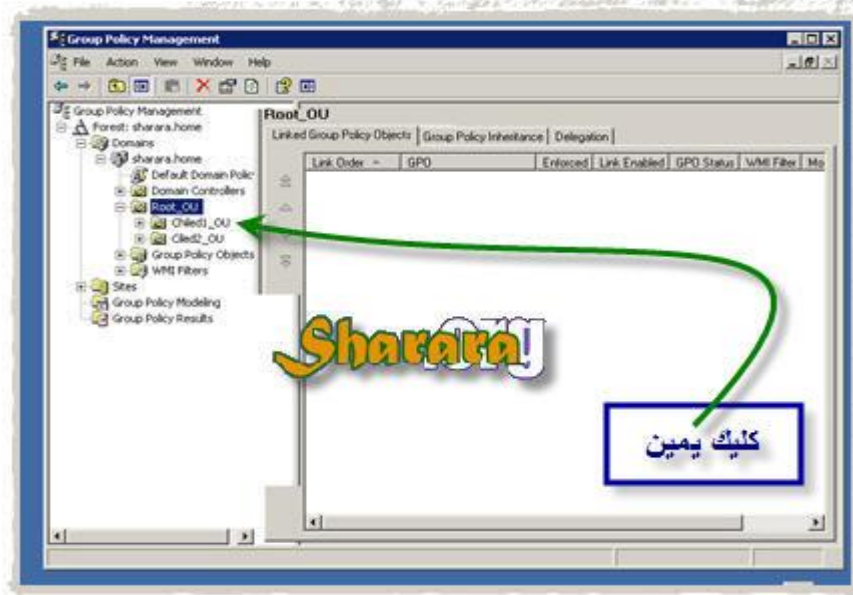 Group Policy Management
File Action View Window Help
Group Policy Management
Forest: sharara.home
Domains
sharara.home
Default Domain Polic
Domain Controllers
Root_OU
Chiled1_OU
Ciled2_OU
Group Policy Objects
WMI Filters
Sites
Group Policy Modeling
Group Policy Results
Root_OU
Linked Group Policy Objects Group Policy Inheritance Delegation
Link Order GPO Enforced Link Enabled GPO Status WMI Filter Mo
Sharara.org
كليك يمين